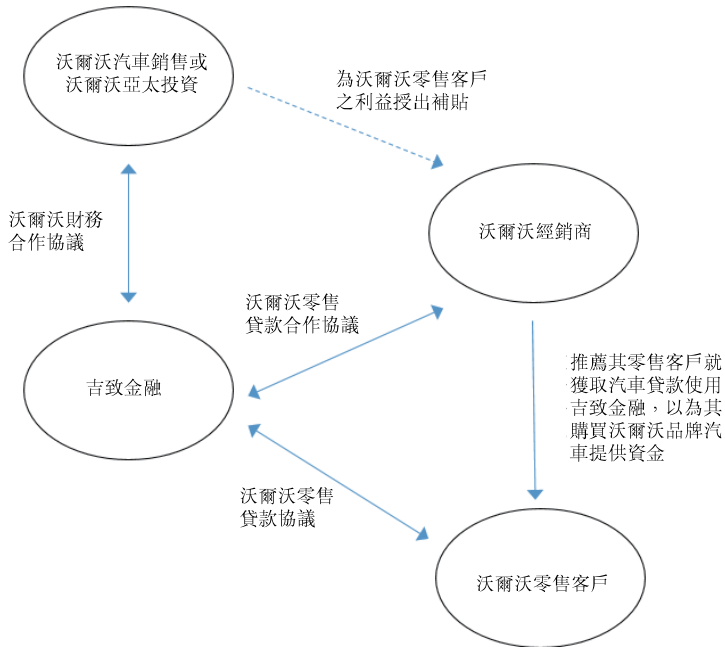 沃爾沃汽車銷售或
沃爾沃亞太投資
為沃爾沃零售客戶
之利益授出補貼
沃爾沃財務
合作協議
沃爾沃經銷商
沃爾沃零售
貸款合作協議
吉致金融
推薦其零售客戶就
獲取汽車貸款使用
吉致金融，以為其
購買沃爾沃品牌汽
車提供資金
沃爾沃零售
貸款協議
沃爾沃零售客戶